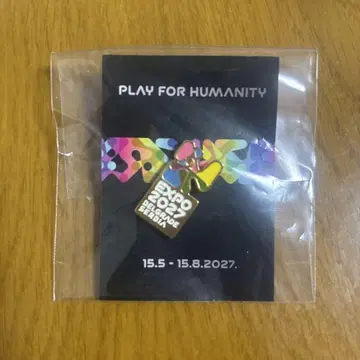 PLAY FOR HUMANITY
EXPO
2027
BELGRADE
SERBIA
15.5 - 15.8.2027.